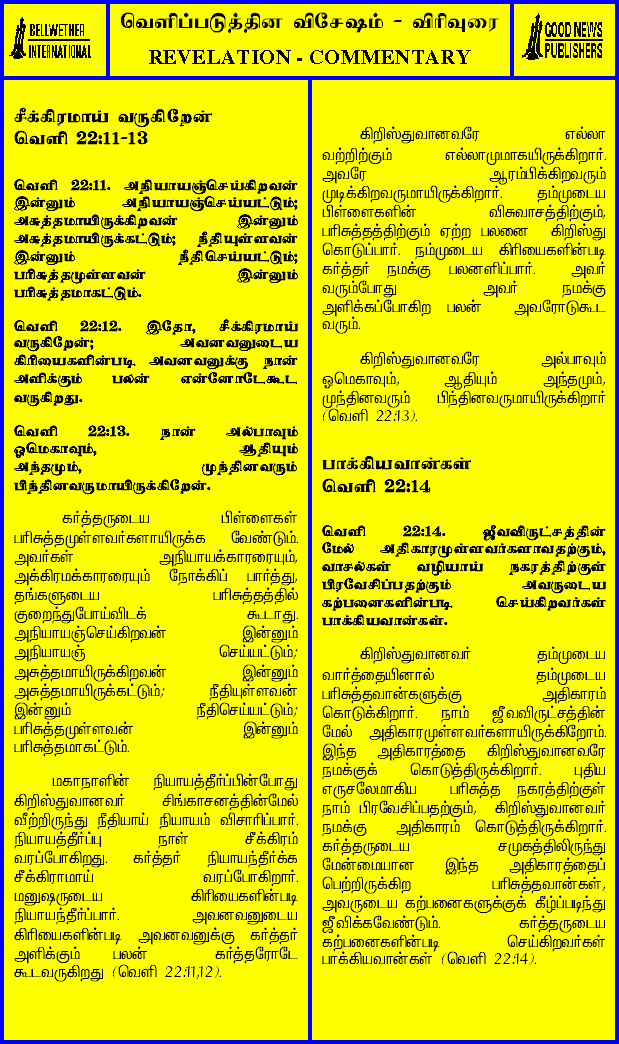 BELLWETHER
INTERNATIONAL
வெளிப்படுத்தின விசேஷம் - விரிவுரை
REVELATION - COMMENTARY
GOOD NEWS
PUBLISHERS
சீக்கிரமாய் வருகிறேன்
வெளி 22:11-13
வெளி 22:11. அநியாயஞ்செய்கிறவன்
இன்னும் அநியாயஞ்செய்யட்டும்;
அசுத்தமாயிருக்கிறவன் இன்னும்
அசுத்தமாயிருக்கட்டும்; நீதியுள்ளவன்
இன்னும் நீதிசெய்யட்டும்;
பரிசுத்தமுள்ளவன் இன்னும்
பரிசுத்தமாகட்டும்.
வெளி 22:12. இதோ, சீக்கிரமாய்
வருகிறேன்; அவனவனுடைய
கிரியைகளின்படி அவனவனுக்கு நான்
அளிக்கும் பலன் என்னோடேகூட
வருகிறது.
வெளி 22:13. நான் அல்பாவும்
ஓமெகாவும், ஆதியும்
அந்தமும், முந்தினவரும்
பிந்தினவருமாயிருக்கிறேன்.
கர்த்தருடைய பிள்ளைகள்
பரிசுத்தமுள்ளவர்களாயிருக்க வேண்டும்.
அவர்கள் அநியாயக்காரரையும்,
அக்கிரமக்காரரையும் நோக்கிப் பார்த்து,
தங்களுடைய பரிசுத்தத்தில்
குறைந்துபோய்விடக் கூடாது.
அநியாயஞ்செய்கிறவன் இன்னும்
அநியாயஞ் செய்யட்டும்;
அசுத்தமாயிருக்கிறவன் இன்னும்
அசுத்தமாயிருக்கட்டும்; நீதியுள்ளவன்
இன்னும் நீதிசெய்யட்டும்;
பரிசுத்தமுள்ளவன் இன்னும்
பரிசுத்தமாகட்டும்.
மகாநாளின் நியாயத்தீர்ப்பின்போது
கிறிஸ்துவானவர் சிங்காசனத்தின்மேல்
வீற்றிருந்து நீதியாய் நியாயம் விசாரிப்பார்.
நியாயத்தீர்ப்பு நாள் சீக்கிரம்
வரப்போகிறது. கர்த்தர் நியாயந்தீர்க்க
சீக்கிராமாய் வரப்போகிறார்.
மனுஷருடைய கிரியைகளின்படி
நியாயந்தீர்ப்பார். அவனவனுடைய
கிரியைகளின்படி அவனவனுக்கு கர்த்தர்
அளிக்கும் பலன் கர்த்தரோடே
கூடவருகிறது (வெளி 22:11,12).
கிறிஸ்துவானவரே எல்லா
வற்றிற்கும் எல்லாமுமாகயிருக்கிறார்.
அவரே ஆரம்பிக்கிறவரும்
முடிக்கிறவருமாயிருக்கிறார். தம்முடைய
பிள்ளைகளின் விசுவாசத்திற்கும்,
பரிசுத்தத்திற்கும் ஏற்ற பலனை கிறிஸ்து
கொடுப்பார். நம்முடைய கிரியைகளின்படி
கர்த்தர் நமக்கு பலனளிப்பார். அவர்
வரும்போது அவர் நமக்கு
அளிக்கப்போகிற பலன் அவரோடுகூட
வரும்.
கிறிஸ்துவானவரே அல்பாவும்
ஓமெகாவும், ஆதியும் அந்தமும்,
முந்தினவரும் பிந்தினவருமாயிருக்கிறார்
(வெளி 22:13).
பாக்கியவான்கள்
வெளி 22:14
வெளி 22:14. ஜீவவிருட்சத்தின்
மேல் அதிகாரமுள்ளவர்களாவதற்கும்,
வாசல்கள் வழியாய் நகரத்திற்குள்
பிரவேசிப்பதற்கும் அவருடைய
கற்பனைகளின்படி செய்கிறவர்கள்
பாக்கியவான்கள்.
கிறிஸ்துவானவர் தம்முடைய
வார்த்தையினால் தம்முடைய
பரிசுத்தவான்களுக்கு அதிகாரம்
கொடுக்கிறார். நாம் ஜீவவிருட்சத்தின்
மேல் அதிகாரமுள்ளவர்களாயிருக்கிறோம்.
இந்த அதிகாரத்தை கிறிஸ்துவானவரே
நமக்குக் கொடுத்திருக்கிறார். புதிய
எருசலேமாகிய பரிசுத்த நகரத்திற்குள்
நாம் பிரவேசிப்பதற்கும், கிறிஸ்துவானவர்
நமக்கு அதிகாரம் கொடுத்திருக்கிறார்.
கர்த்தருடைய சமுகத்திலிருந்து
மேன்மையான இந்த அதிகாரத்தைப்
பெற்றிருக்கிற பரிசுத்தவான்கள்,
அவருடைய கற்பனைகளுக்குக் கீழ்ப்படிந்து
ஜீவிக்கவேண்டும். கர்த்தருடைய
கற்பனைகளின்படி செய்கிறவர்கள்
பாக்கியவான்கள் (வெளி 22:14).